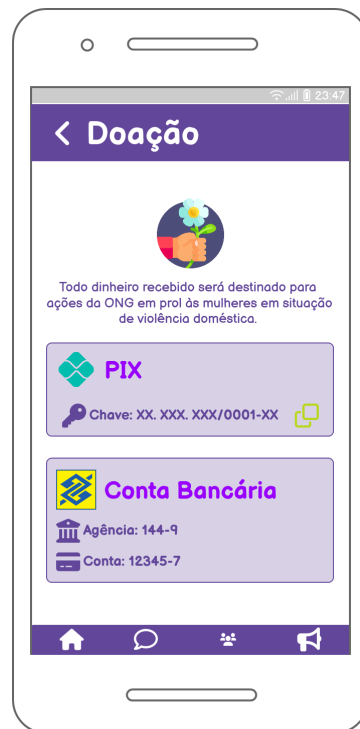 23:47
Doação
Todo dinheiro recebido será destinado para
ações da ONG em prol às mulheres em situação
de violência doméstica.
PIX
Chave: XX. XXX. XXX/0001-XX
Conta Bancária
Agência: 144-9
Conta: 12345-7